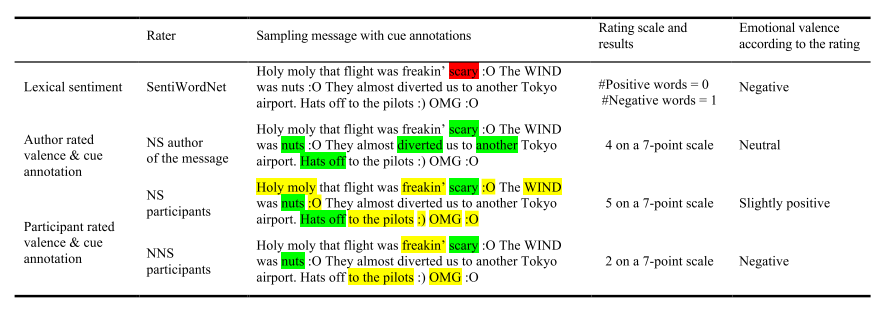 Rater
Sampling message with cue annotations
Rating scale and
results
Emotional valence
according to the rating
Lexical sentiment
SentiWordNet
Holy moly that flight was freakin' scary :O The WIND
was nuts :O They almost diverted us to another Tokyo
airport. Hats off to the pilots :) OMG :O
#Positive words = 0
#Negative words = 1
Negative
Author rated
valence & cue
annotation
NS author
of the message
Holy moly that flight was freakin' scary :O The WIND
was nuts :O They almost diverted us to another Tokyo
airport. Hats off to the pilots :) OMG :O
4 on a 7-point scale
Neutral
Participant rated
valence & cue
annotation
NS
participants
Holy moly that flight was freakin' scary :O The WIND
was nuts :O They almost diverted us to another Tokyo
airport. Hats off to the pilots :) OMG :O
5 on a 7-point scale
Slightly positive
NNS
participants
Holy moly that flight was freakin' scary :O The WIND
was nuts :O They almost diverted us to another Tokyo
airport. Hats off to the pilots :) OMG :O
2 on a 7-point scale
Negative